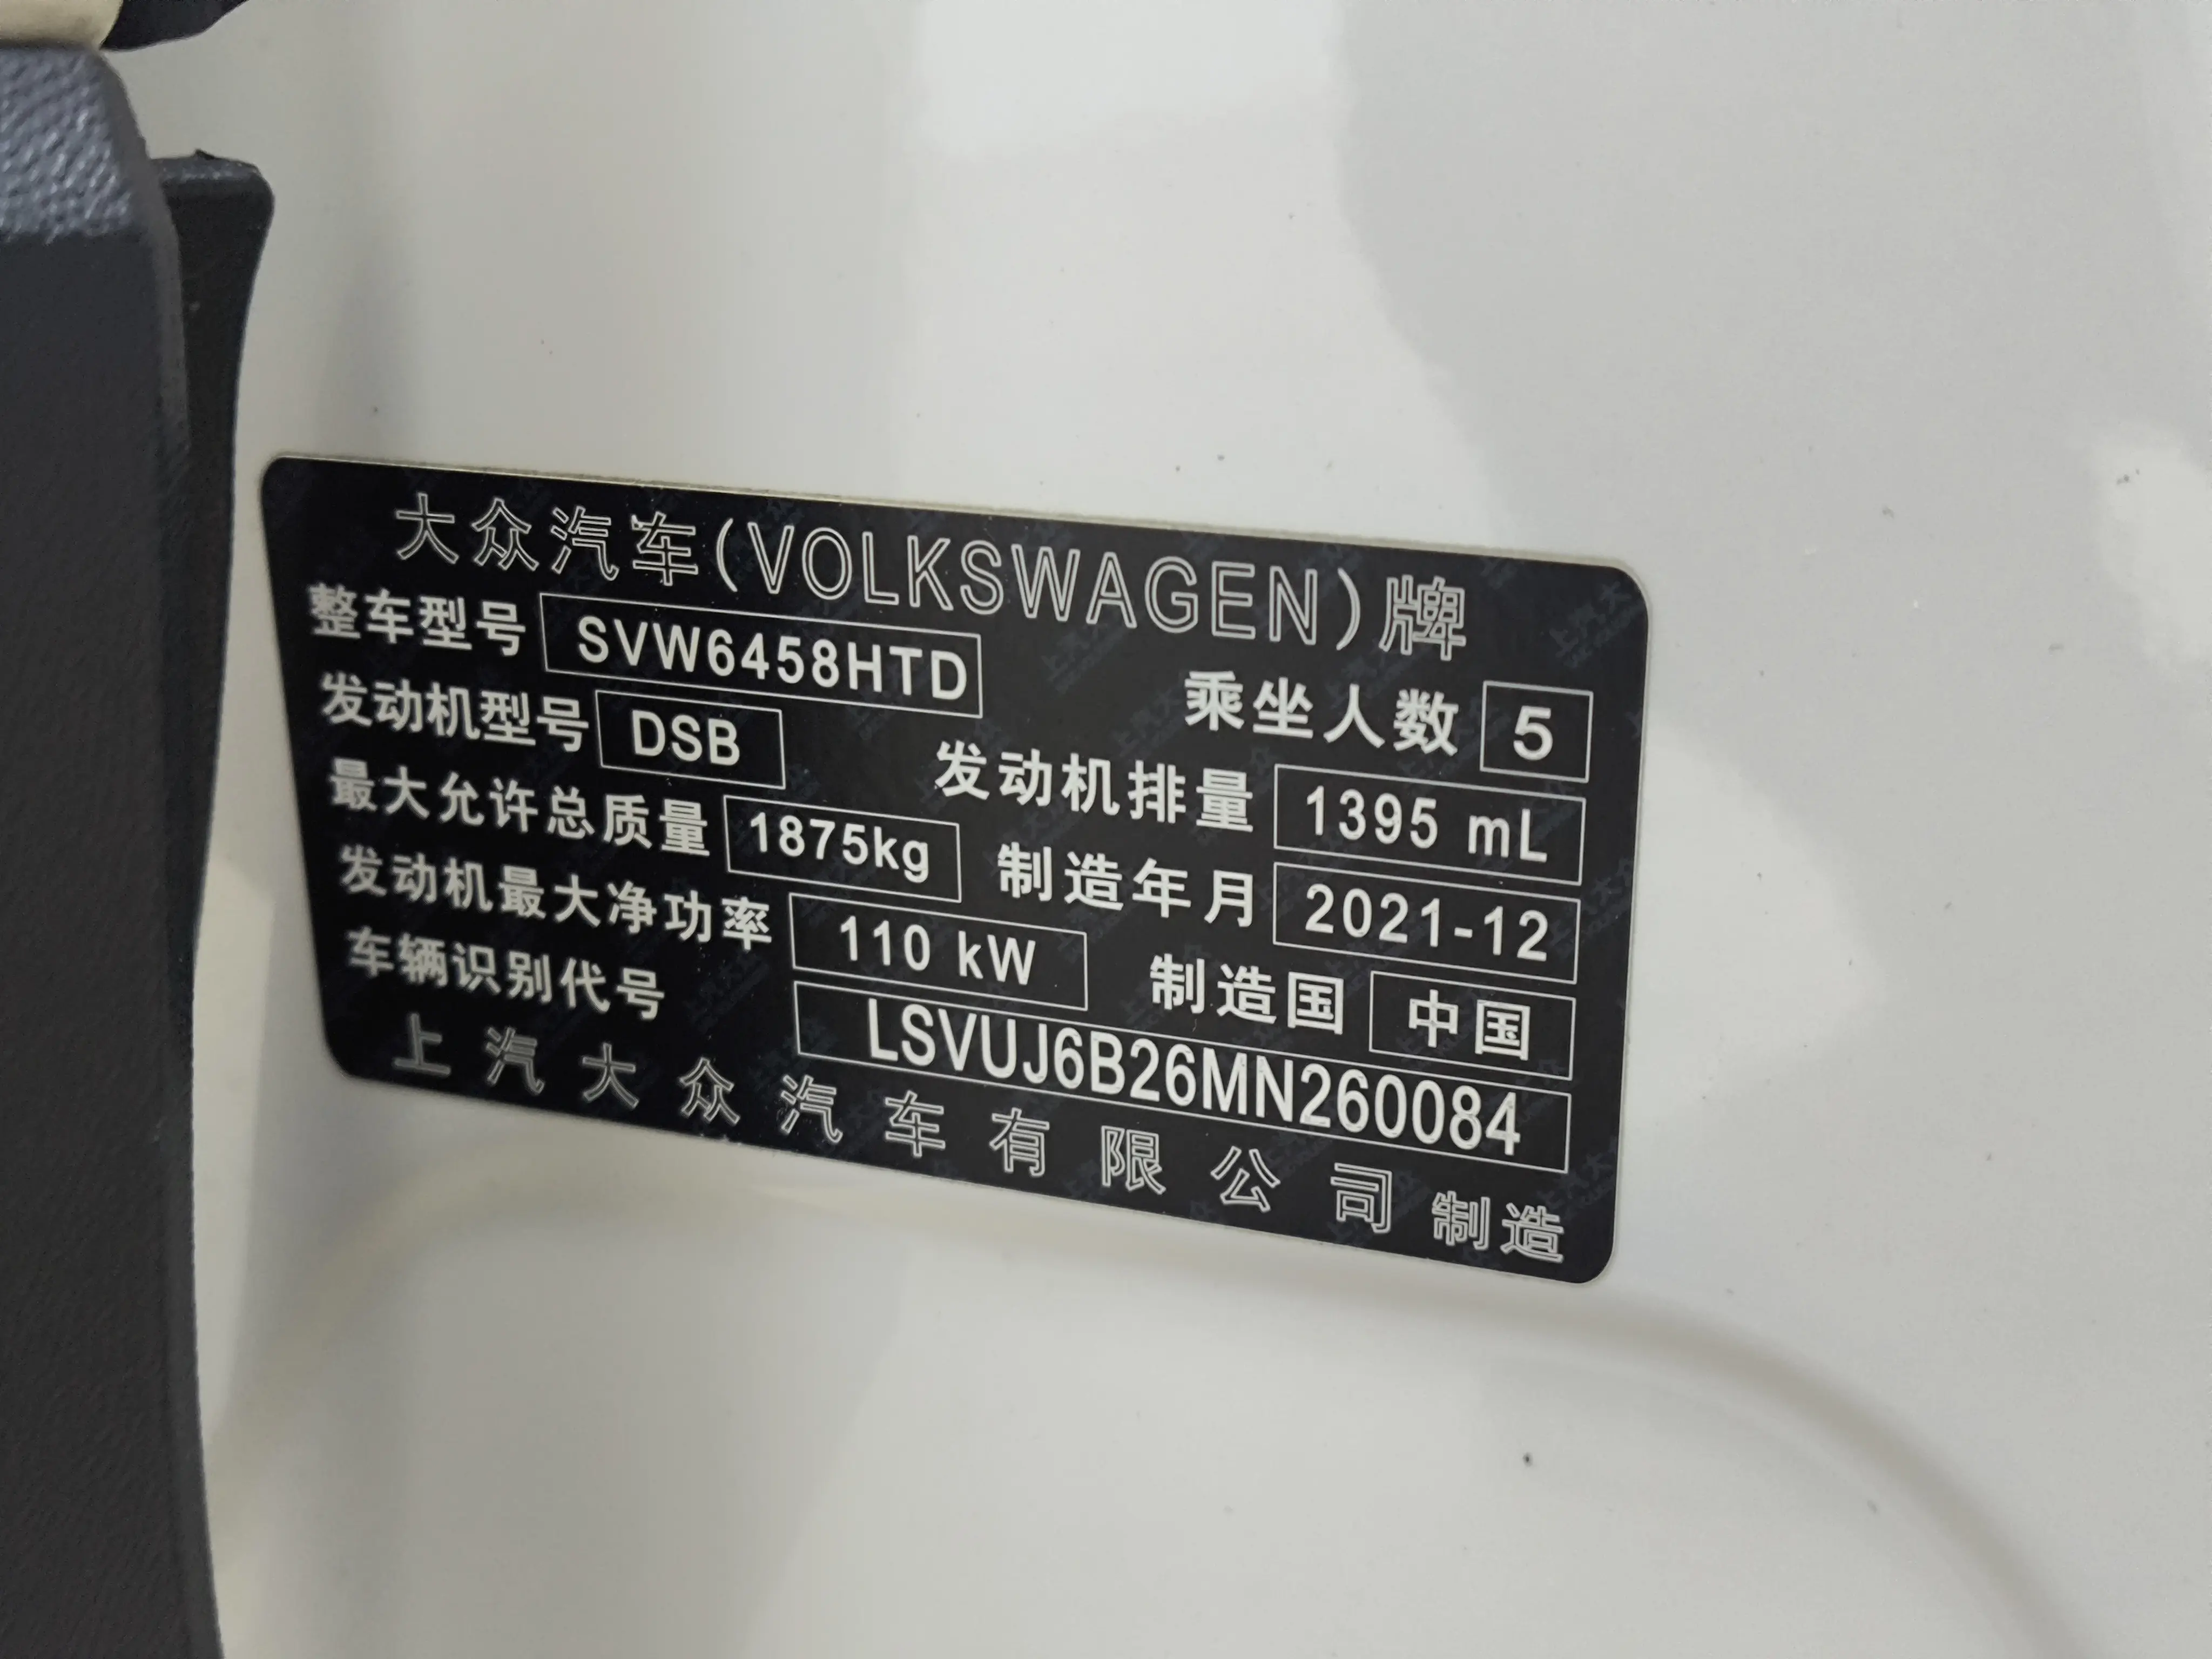 大众汽车(VOLKSWAGEN)牌
整车型号 SVW6458HTD
乘坐人数 5
发动机型号 DSB
发动机排量 1395 mL
最大允许总质量 1875kg
制造年月 2021-12
发动机最大净功率 110 kW
制造国 中国
车辆识别代号 LSVUJ6B26MN260084
上汽大众汽车有限公司 制造